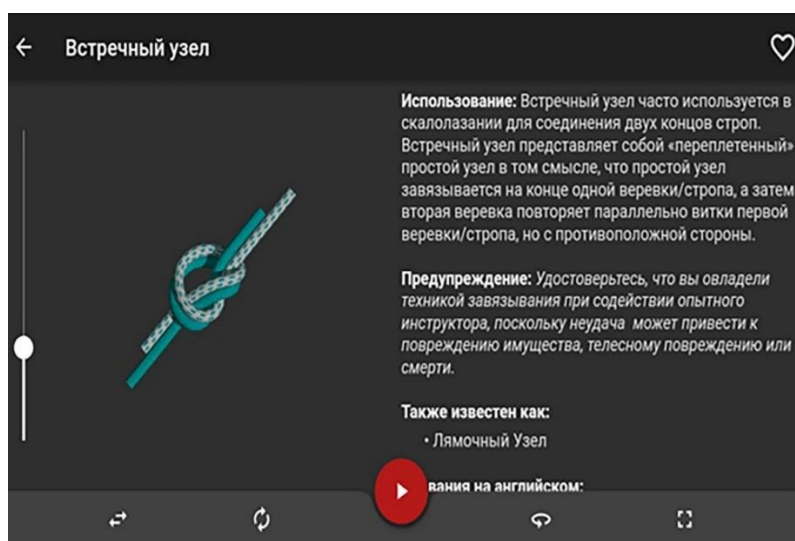 Встречный узел
Использование: Встречный узел часто используется в
скалолазании для соединения двух концов строп.
Встречный узел представляет собой «переплетенный»
простой узел в том смысле, что простой узел
завязывается на конце одной веревки/стропа, а затем
вторая веревка повторяет параллельно витки первой
веревки/стропа, но с противоположной стороны.
Предупреждение: Удостоверьтесь, что вы овладели
техникой завязывания при содействии опытного
инструктора, поскольку неудача может привести к
повреждению имущества, телесному повреждению или
смерти.
Также известен как:
• Лямочный Узел
вания на английском: